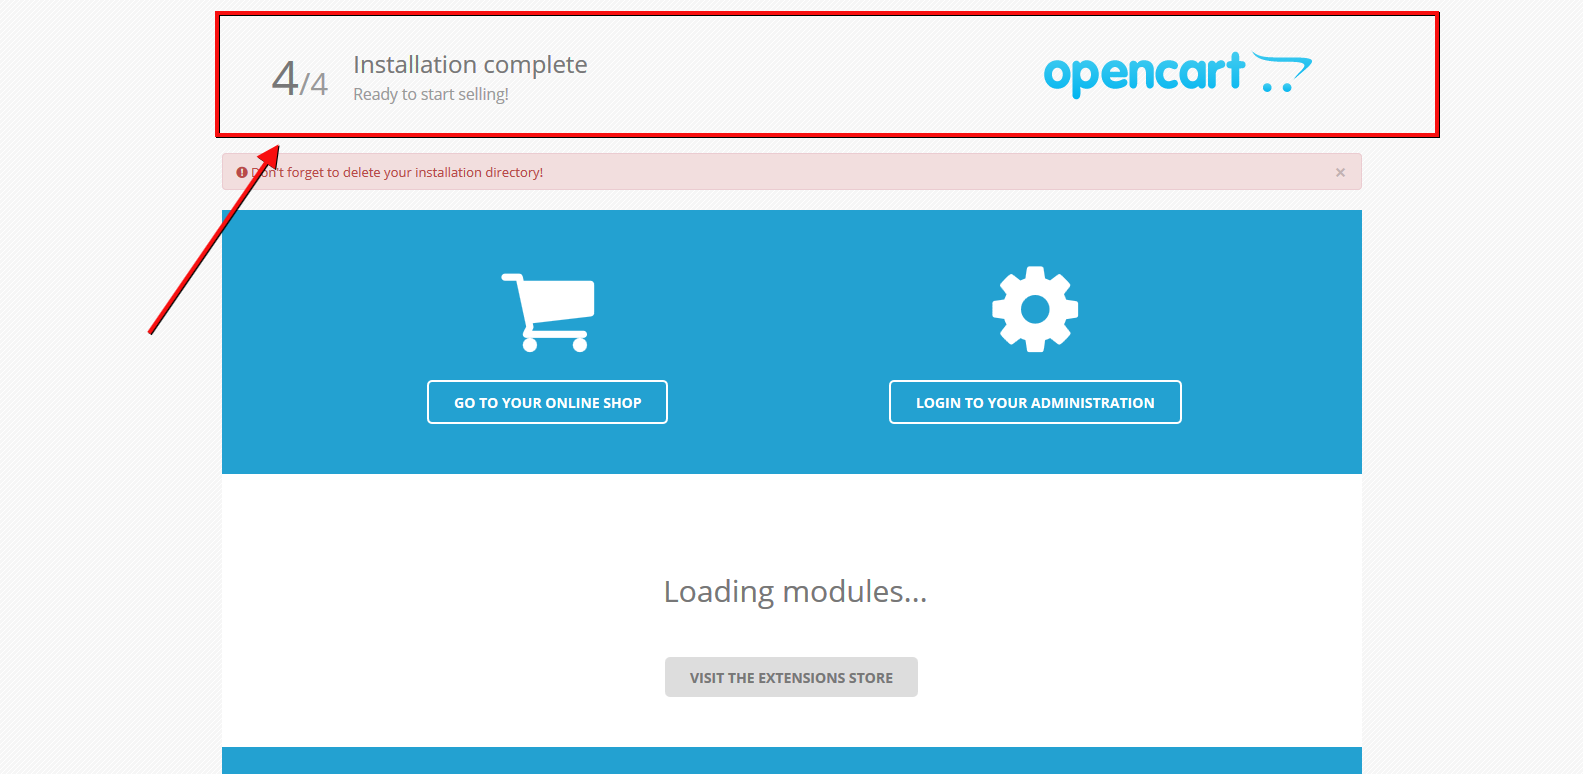 4/4
Installation complete
Ready to start selling!
opencart
Don't forget to delete your installation directory!
×
GO TO YOUR ONLINE SHOP
LOGIN TO YOUR ADMINISTRATION
Loading modules...
VISIT THE EXTENSIONS STORE